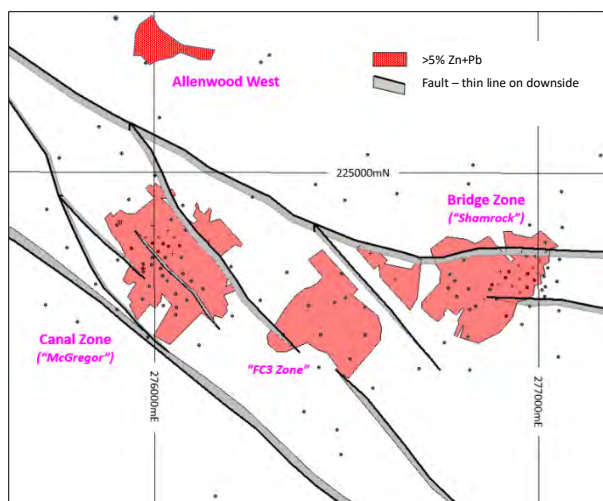 >5% Zn+Pb
Fault – thin line on downside
Allenwood West
225000mN
Bridge Zone
("Shamrock")
Canal Zone
("McGregor")
"FC3 Zone"
276000mE
277000mE